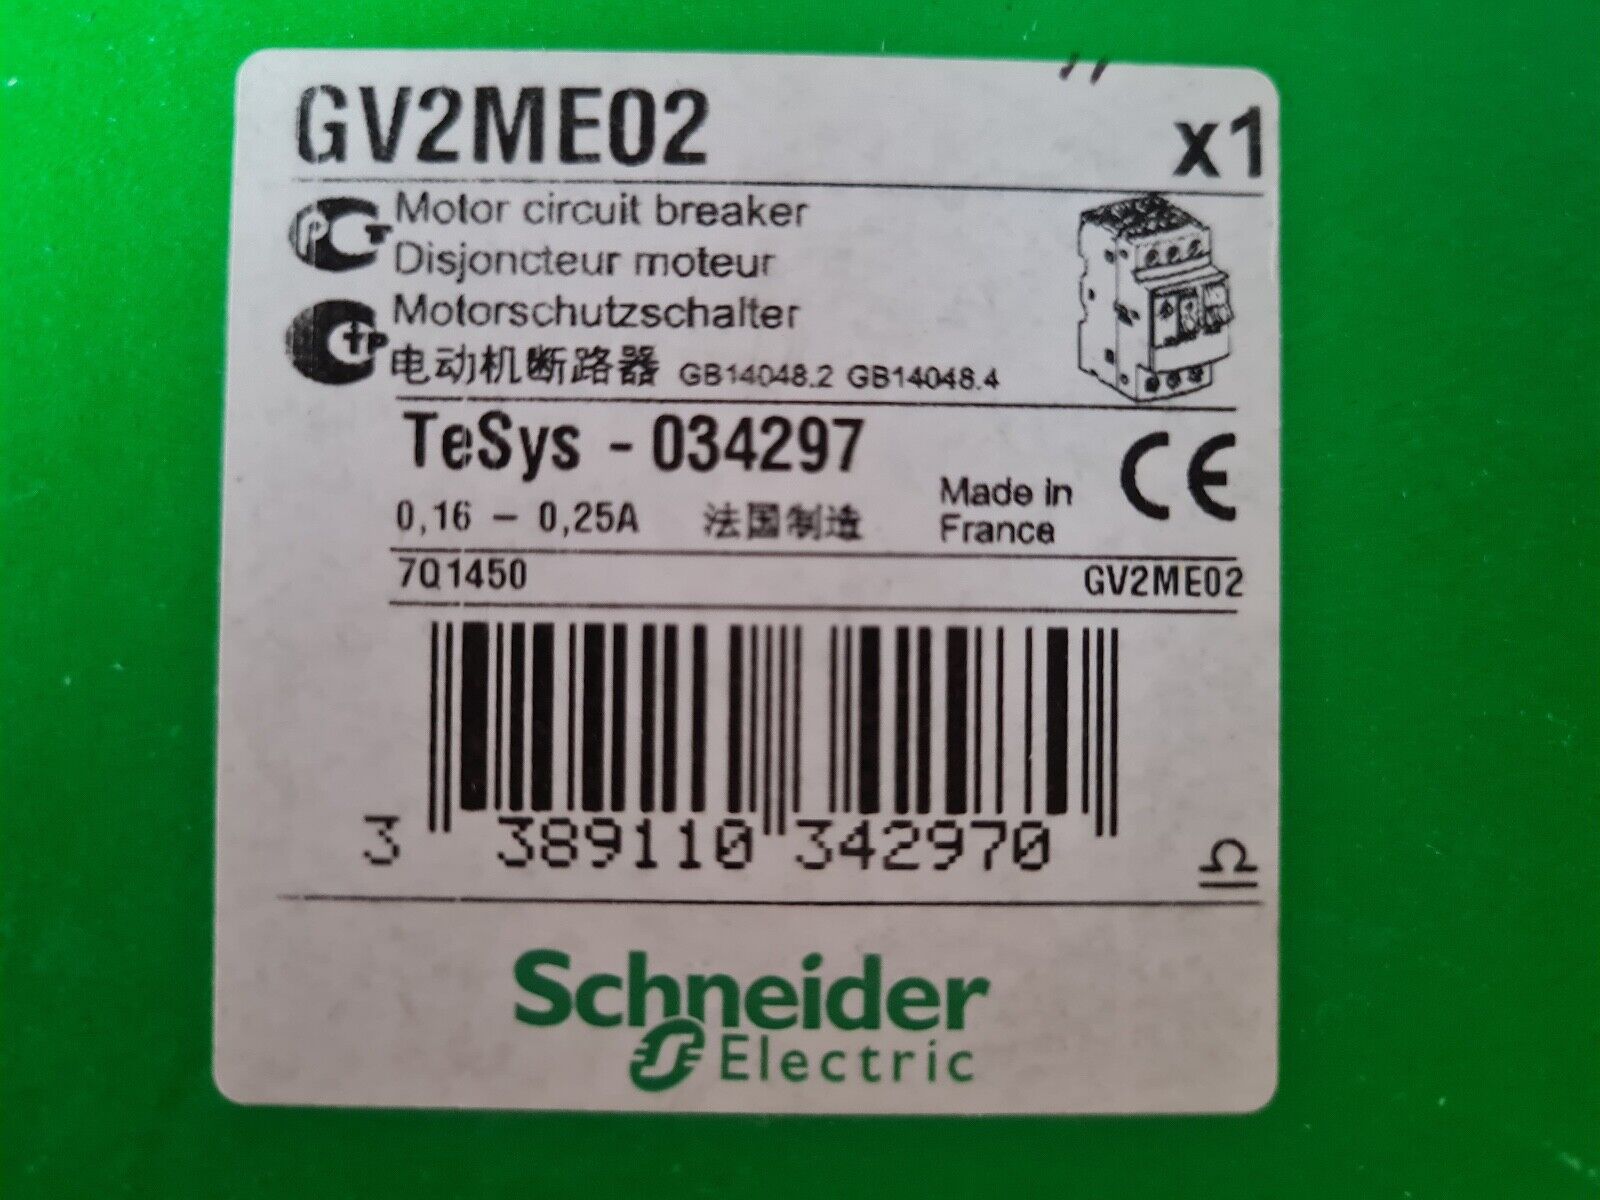 GV2ME02
x1
Motor circuit breaker
Disjoncteur moteur
Motorschutzschalter
电动机断路器 GB14048.2 GB14048.4
TeSys - 034297
0,16 - 0,25A 法国制造
Made in
France
CE
7Q1450 GV2ME02
3 389110 342970
Schneider
Electric